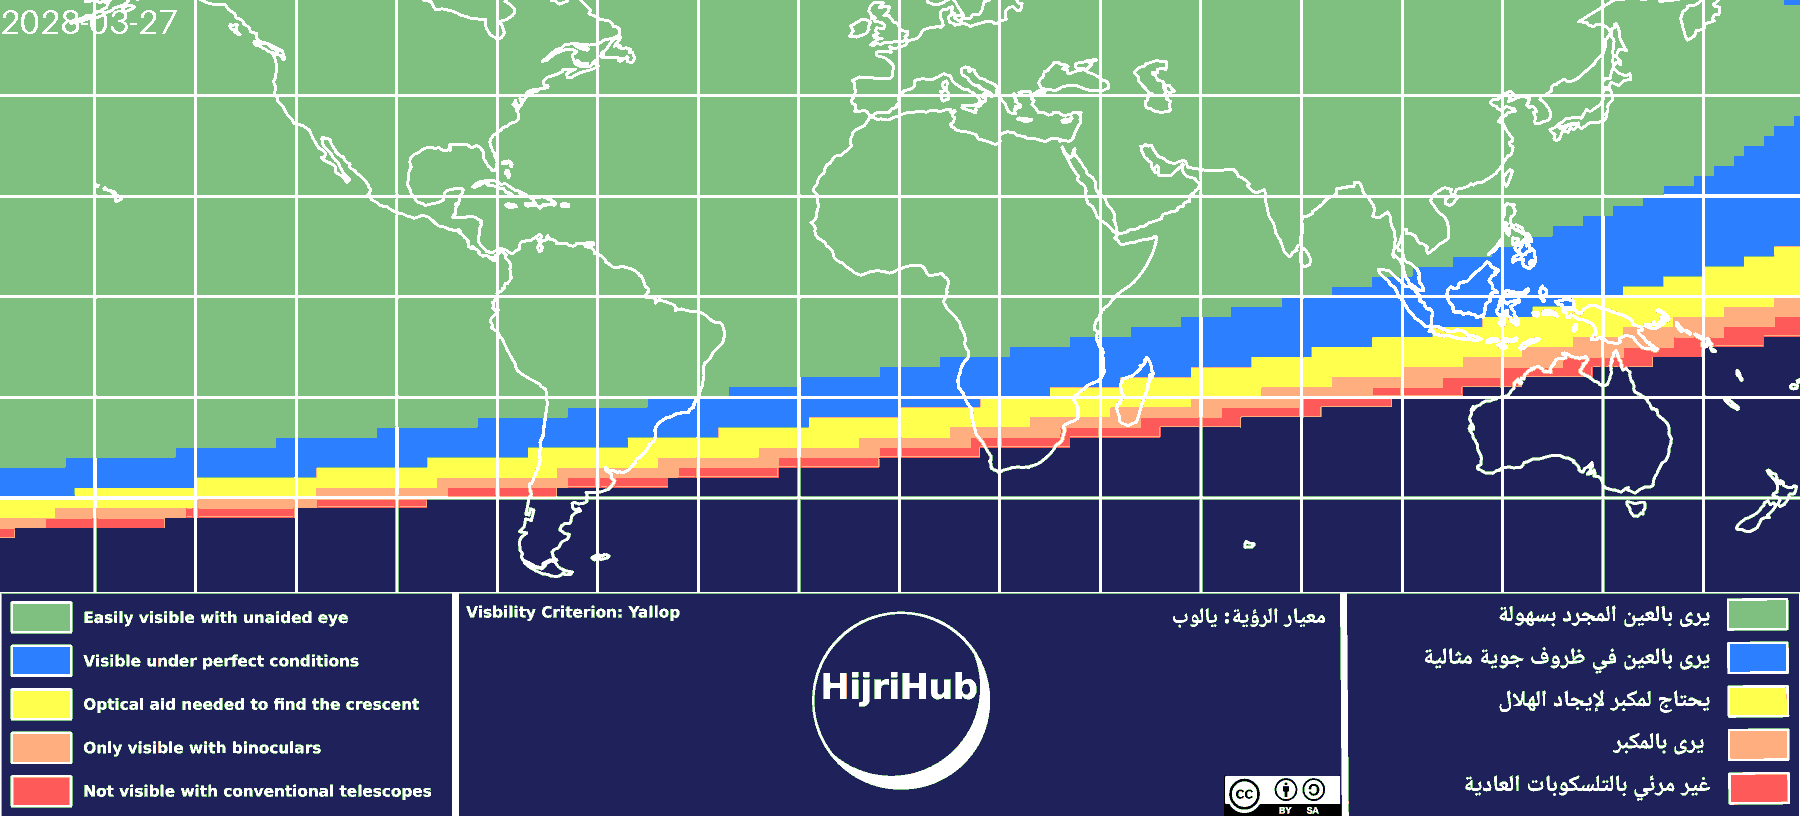 2028-03-27
Easily visible with unaided eye
Visible under perfect conditions
Optical aid needed to find the crescent
Only visible with binoculars
Not visible with conventional telescopes
Visbility Criterion: Yallop
معيار الرؤية: يالوب
HijriHub
cc
BY SA
يرى بالعين المجرد بسهولة
يرى بالعين في ظروف جوية مثالية
يحتاج لمكبر لإيجاد الهلال
يرى بالمكبر
غير مرئي بالتلسكوبات العادية